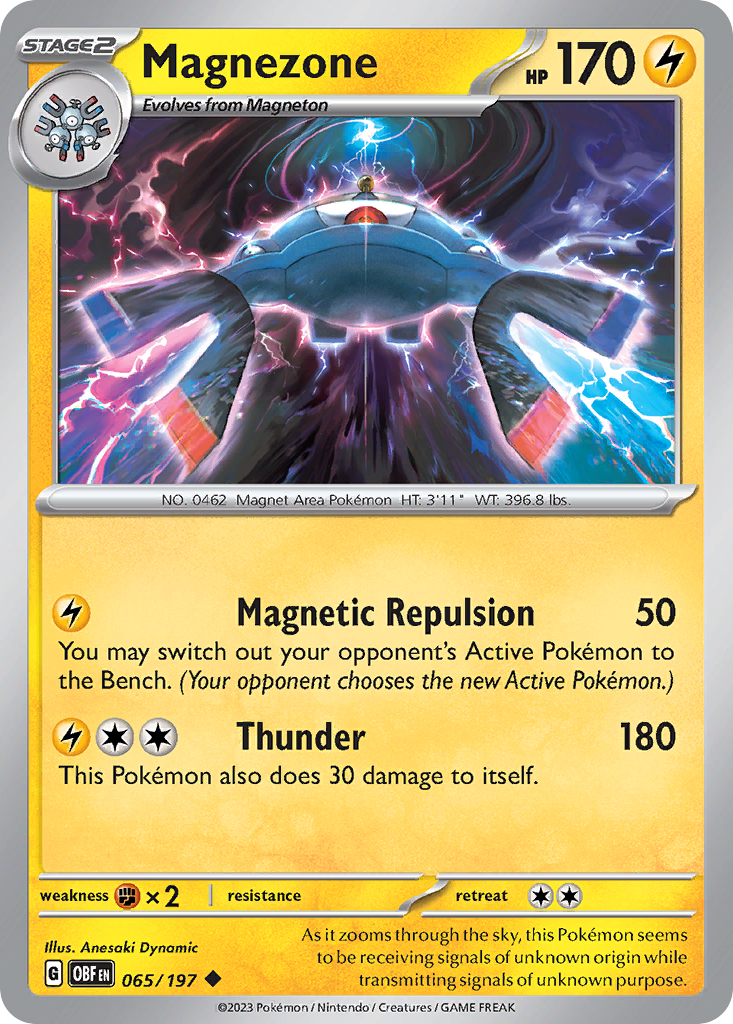 STAGE2
Magnezone
HP 170
Evolves from Magneton
NO. 0462 Magnet Area Pokémon HT: 3'11" WT: 396.8 lbs.
Magnetic Repulsion 50
You may switch out your opponent's Active Pokémon to
the Bench. (Your opponent chooses the new Active Pokémon.)
Thunder 180
This Pokémon also does 30 damage to itself.
weakness ×2 resistance retreat
Illus. Anesaki Dynamic
G OBF EN 065/197
As it zooms through the sky, this Pokémon seems
to be receiving signals of unknown origin while
transmitting signals of unknown purpose.
©2023 Pokémon / Nintendo / Creatures / GAME FREAK